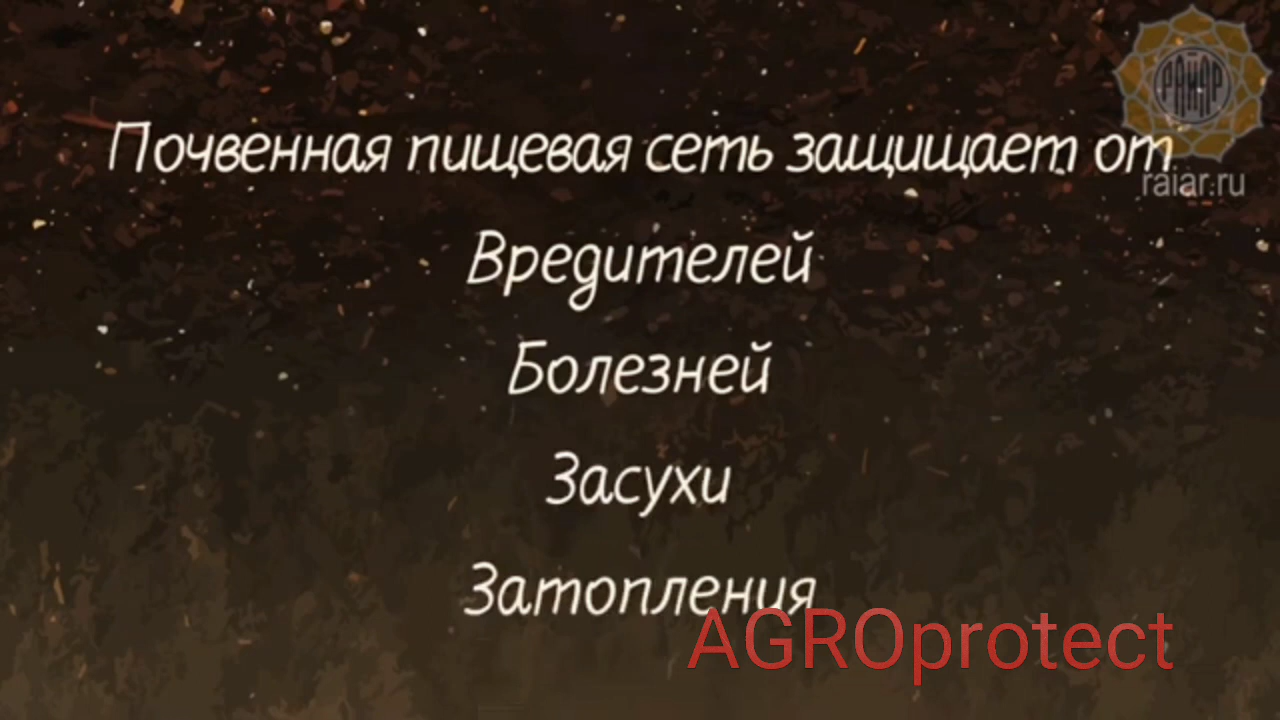 Почвенная пищевая сеть защищает от
РАЙАР
raiar.ru
Вредителей
Болезней
Засухи
Затопления
AGROprotect